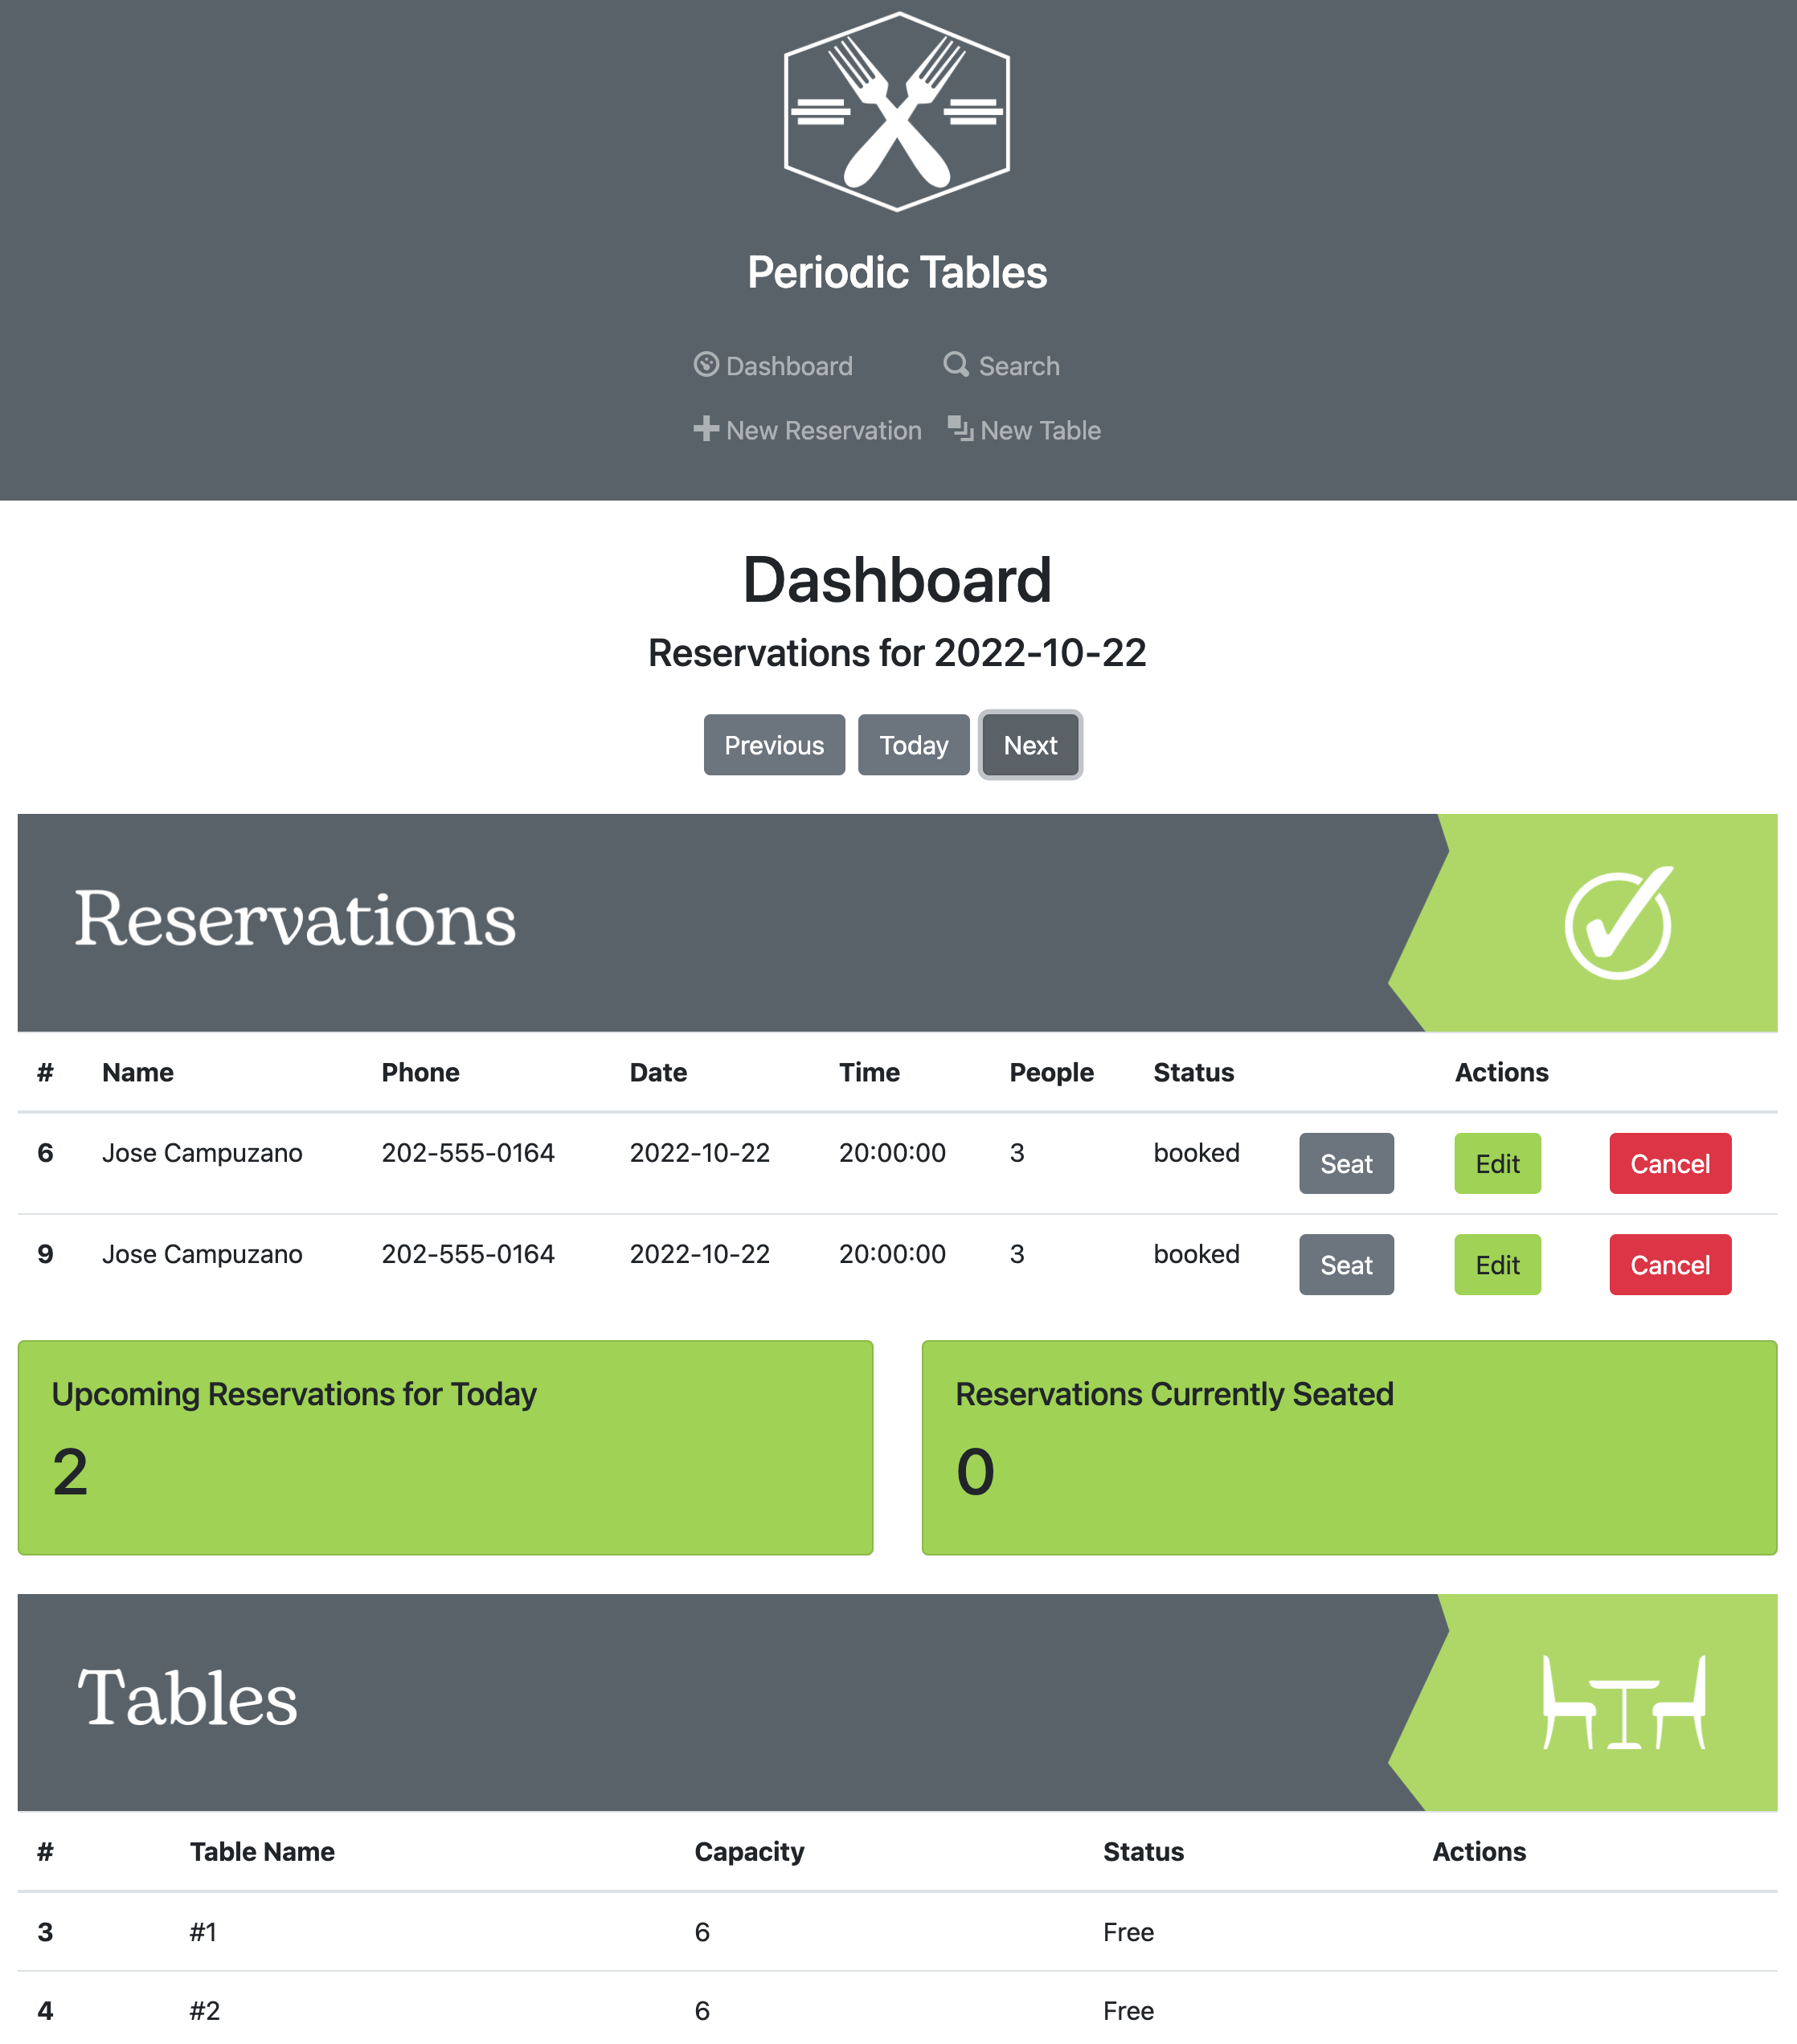 Periodic Tables
Dashboard Search
New Reservation New Table
Dashboard
Reservations for 2022-10-22
Previous Today Next
Reservations
# Name Phone Date Time People Status Actions
6 Jose Campuzano 202-555-0164 2022-10-22 20:00:00 3 booked Seat Edit Cancel
9 Jose Campuzano 202-555-0164 2022-10-22 20:00:00 3 booked Seat Edit Cancel
Upcoming Reservations for Today
2
Reservations Currently Seated
0
Tables
# Table Name Capacity Status Actions
3 #1 6 Free
4 #2 6 Free